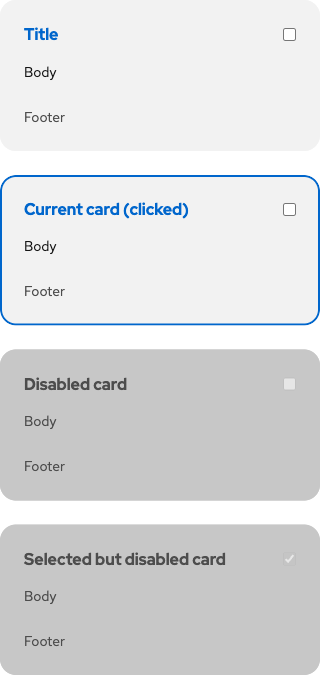 Title
Body
Footer
Current card (clicked)
Body
Footer
Disabled card
Body
Footer
Selected but disabled card
Body
Footer